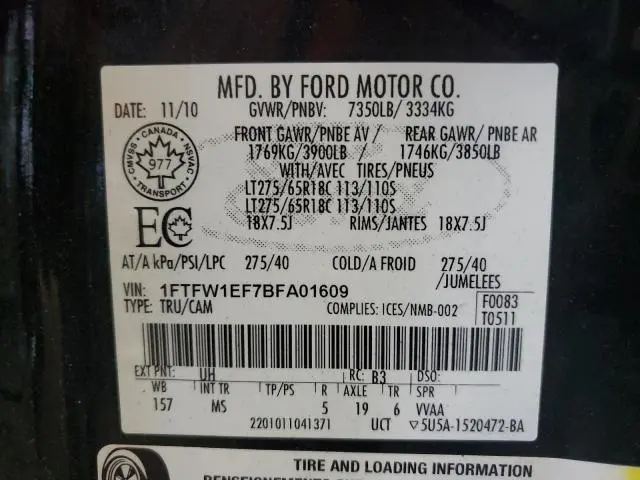 MFD. BY FORD MOTOR CO.
DATE: 11/10 GVWR/PNBV: 7350LB/ 3334KG
FRONT GAWR/PNBE AV / REAR GAWR/ PNBE AR
1769KG/3900LB 1746KG/3850LB
WITH/AVEC TIRES/PNEUS
LT275/65R18C 113/110S
LT275/65R18C 113/110S
18X7.5J RIMS/JANTES 18X7.5J
CMVSS · CANADA · NSVAC
977
TRANSPORT
EC
AT/A kPa/PSI/LPC 275/40 COLD/A FROID 275/40
/JUMELEES
VIN: 1FTFW1EF7BFA01609
TYPE: TRU/CAM COMPLIES: ICES/NMB-002
F0083
T0511
EXT PNT: UH RC: B3 DSO:
WB INT TR TP/PS R AXLE TR SPR
157 MS 5 19 6 VVAA
2201011041371 UCT ▽5U5A-1520472-BA
TIRE AND LOADING INFORMATION